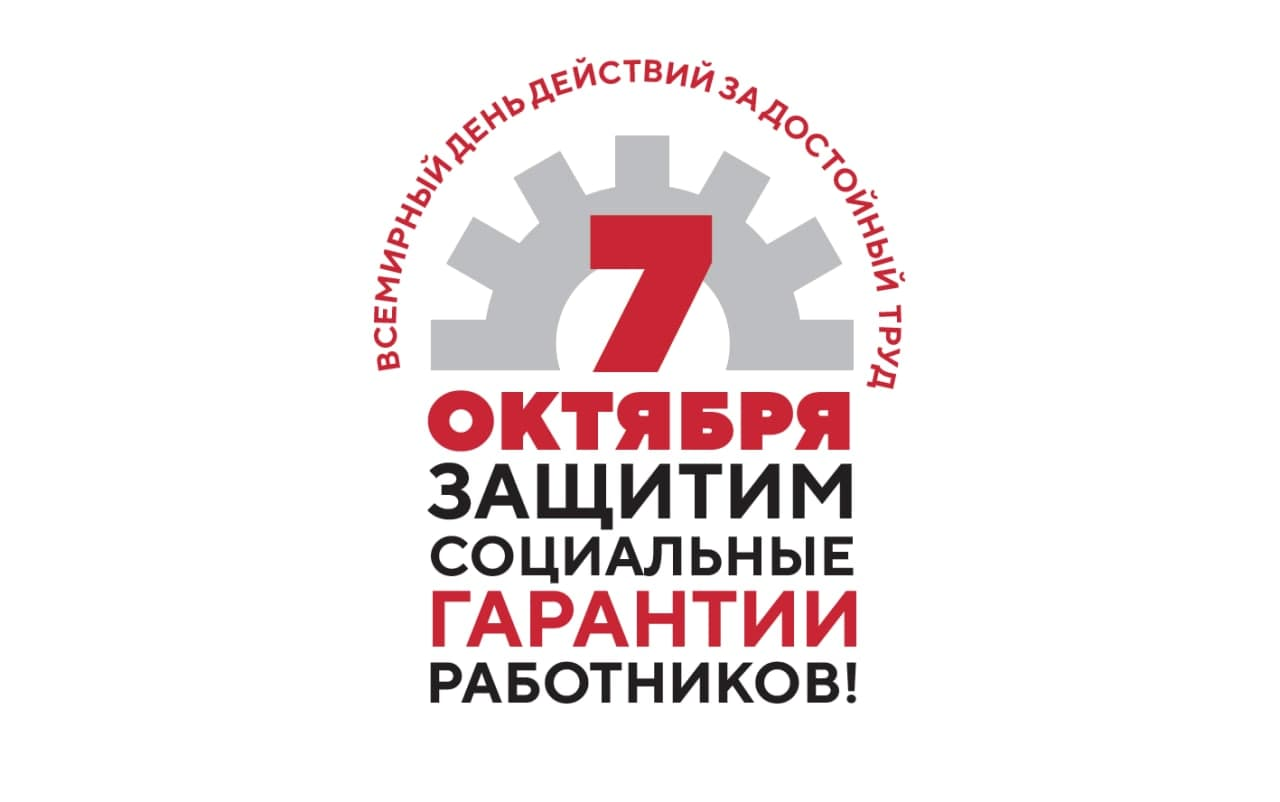 ВСЕМИРНЫЙ ДЕНЬ ДЕЙСТВИЙ ЗА ДОСТОЙНЫЙ ТРУД
7
ОКТЯБРЯ
ЗАЩИТИМ
СОЦИАЛЬНЫЕ
ГАРАНТИИ
РАБОТНИКОВ!